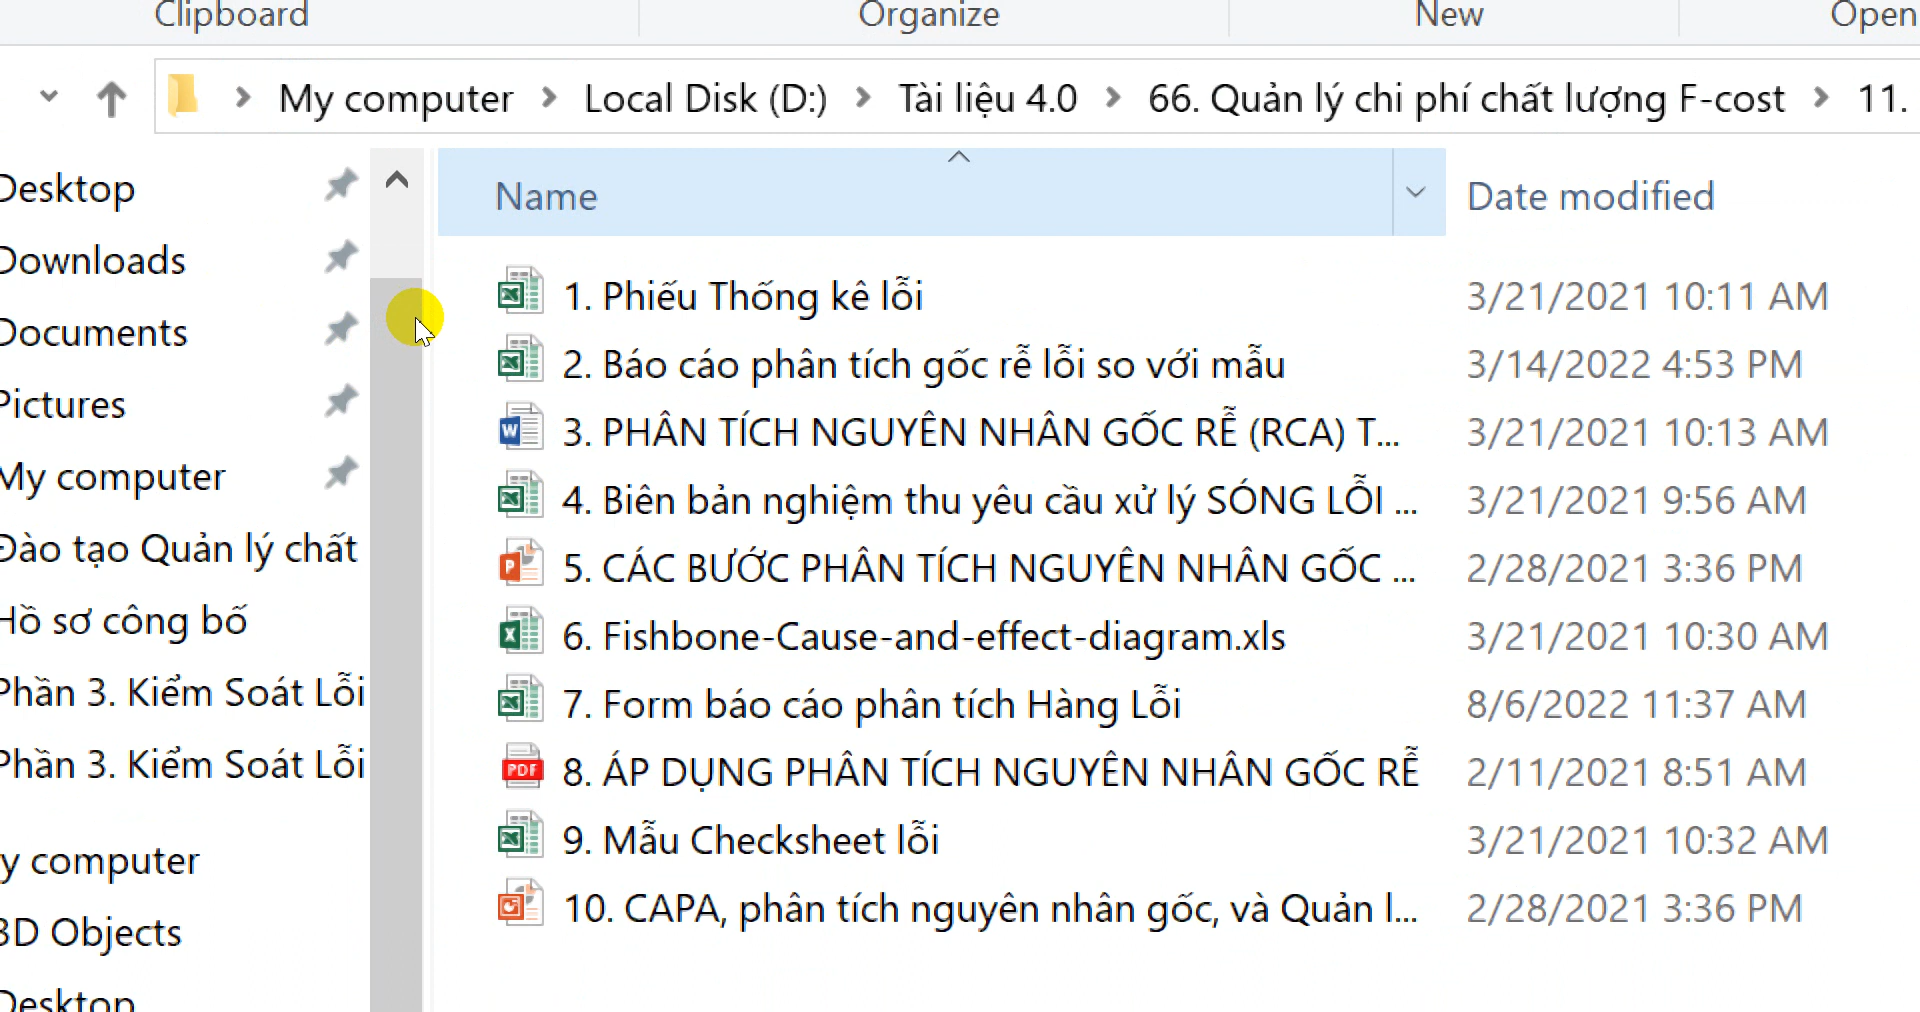 Clipboard Organize New Open
My computer Local Disk (D:) Tài liệu 4.0 66. Quản lý chi phí chất lượng F-cost 11.
Desktop
Downloads
Documents
Pictures
My computer
Đào tạo Quản lý chất
Hồ sơ công bố
Phần 3. Kiểm Soát Lỗi
Phần 3. Kiểm Soát Lỗi
y computer
3D Objects
Desktop
Name Date modified
1. Phiếu Thống kê lỗi 3/21/2021 10:11 AM
2. Báo cáo phân tích gốc rễ lỗi so với mẫu 3/14/2022 4:53 PM
3. PHÂN TÍCH NGUYÊN NHÂN GỐC RỄ (RCA) T... 3/21/2021 10:13 AM
4. Biên bản nghiệm thu yêu cầu xử lý SÓNG LỖI ... 3/21/2021 9:56 AM
5. CÁC BƯỚC PHÂN TÍCH NGUYÊN NHÂN GỐC ... 2/28/2021 3:36 PM
6. Fishbone-Cause-and-effect-diagram.xls 3/21/2021 10:30 AM
7. Form báo cáo phân tích Hàng Lỗi 8/6/2022 11:37 AM
8. ÁP DỤNG PHÂN TÍCH NGUYÊN NHÂN GỐC RỄ 2/11/2021 8:51 AM
9. Mẫu Checksheet lỗi 3/21/2021 10:32 AM
10. CAPA, phân tích nguyên nhân gốc, và Quản l... 2/28/2021 3:36 PM